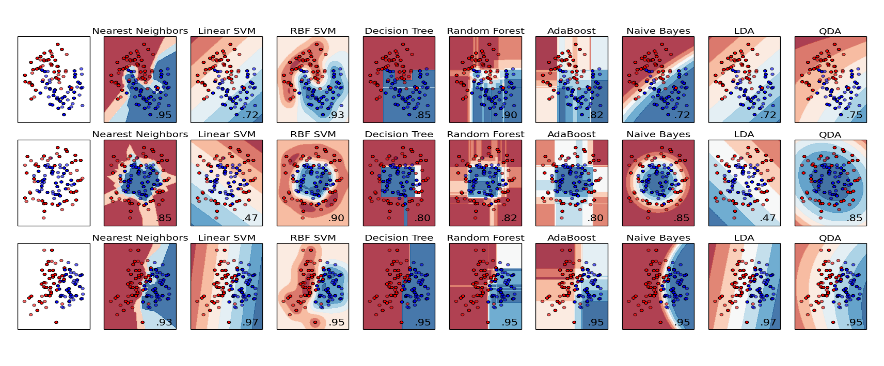 Nearest Neighbors Linear SVM RBF SVM Decision Tree Random Forest AdaBoost Naive Bayes LDA QDA
.95 .72 .93 .85 .90 .82 .72 .72 .75
Nearest Neighbors Linear SVM RBF SVM Decision Tree Random Forest AdaBoost Naive Bayes LDA QDA
.85 .47 .90 .80 .82 .80 .85 .47 .85
Nearest Neighbors Linear SVM RBF SVM Decision Tree Random Forest AdaBoost Naive Bayes LDA QDA
.93 .97 .95 .95 .95 .95 .95 .97 .95